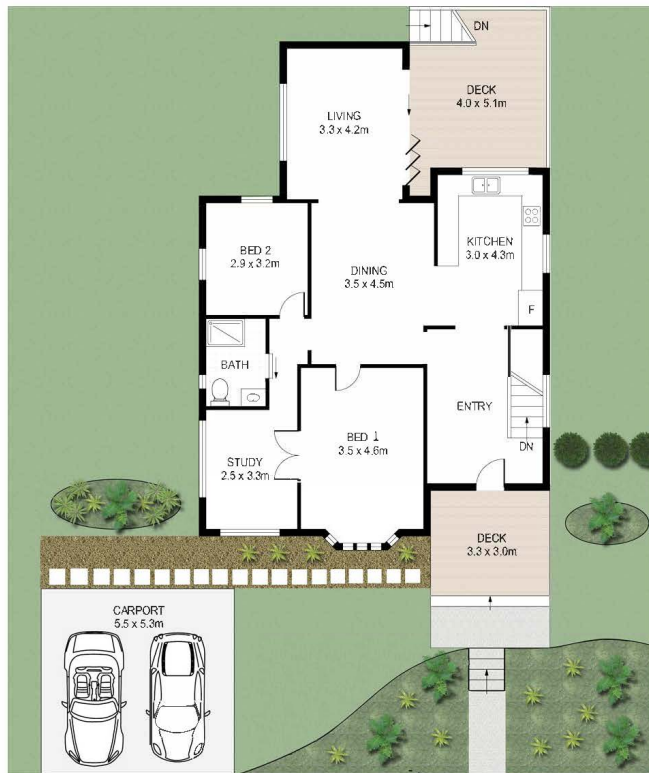 DN
DECK
4.0 x 5.1m
LIVING
3.3 x 4.2m
KITCHEN
3.0 x 4.3m
BED 2
2.9 x 3.2m
DINING
3.5 x 4.5m
F
BATH
ENTRY
BED 1
3.5 x 4.6m
DN
STUDY
2.5 x 3.3m
DECK
3.3 x 3.0m
CARPORT
5.5 x 5.3m